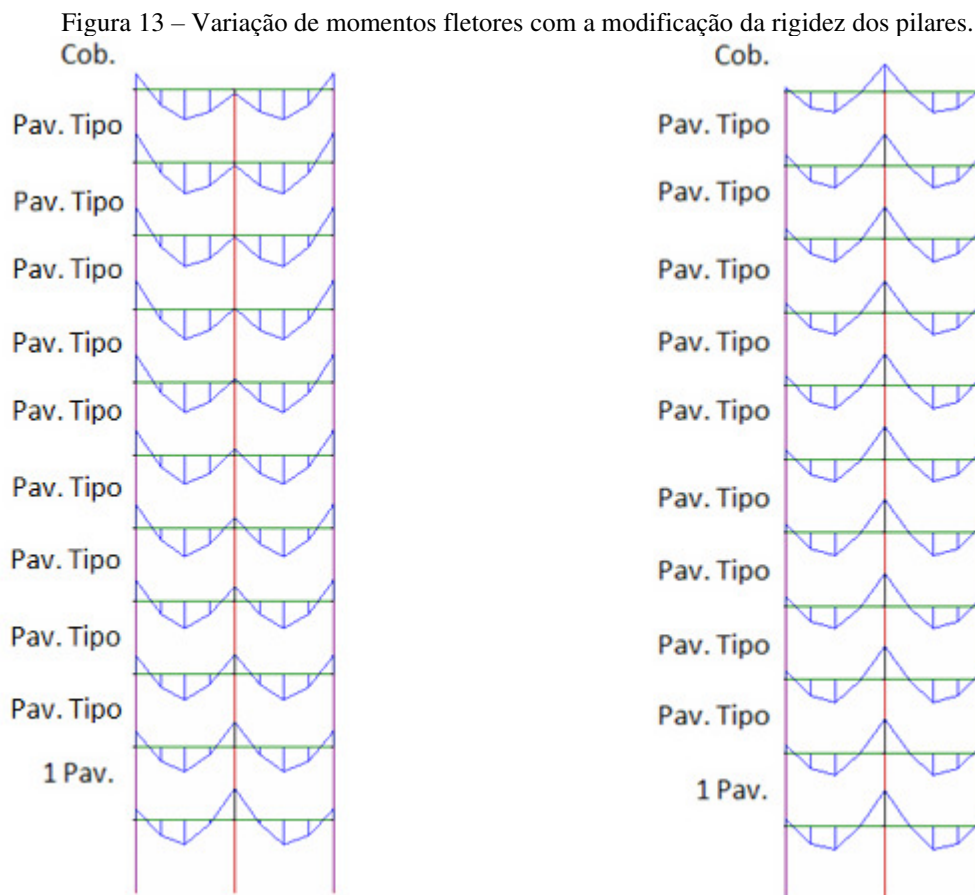 Figura 13 – Variação de momentos fletores com a modificação da rigidez dos pilares.
Cob.
Pav. Tipo
Pav. Tipo
Pav. Tipo
Pav. Tipo
Pav. Tipo
Pav. Tipo
Pav. Tipo
Pav. Tipo
Pav. Tipo
1 Pav.
Cob.
Pav. Tipo
Pav. Tipo
Pav. Tipo
Pav. Tipo
Pav. Tipo
Pav. Tipo
Pav. Tipo
Pav. Tipo
Pav. Tipo
1 Pav.